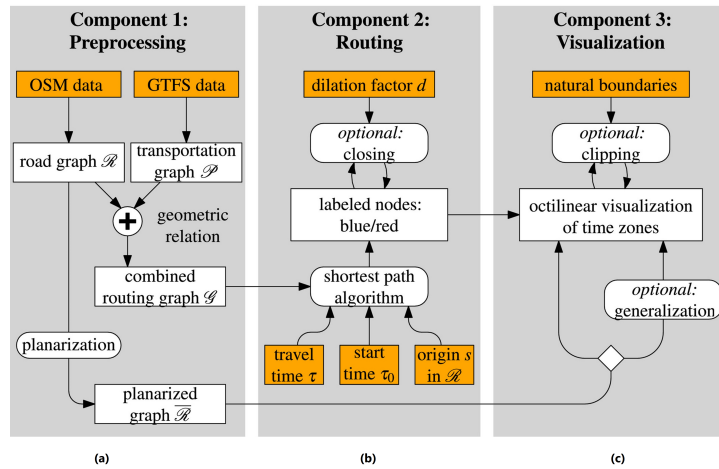 Component 1:
Preprocessing
OSM data
GTFS data
road graph ℛ
transportation
graph 𝒫
geometric
relation
combined
routing graph 𝒢
planarization
planarized
graph ℛ̅
(a)
Component 2:
Routing
dilation factor d
optional:
closing
labeled nodes:
blue/red
shortest path
algorithm
travel
time τ
start
time τ₀
origin s
in ℛ
(b)
Component 3:
Visualization
natural boundaries
optional:
clipping
octilinear visualization
of time zones
optional:
generalization
(c)